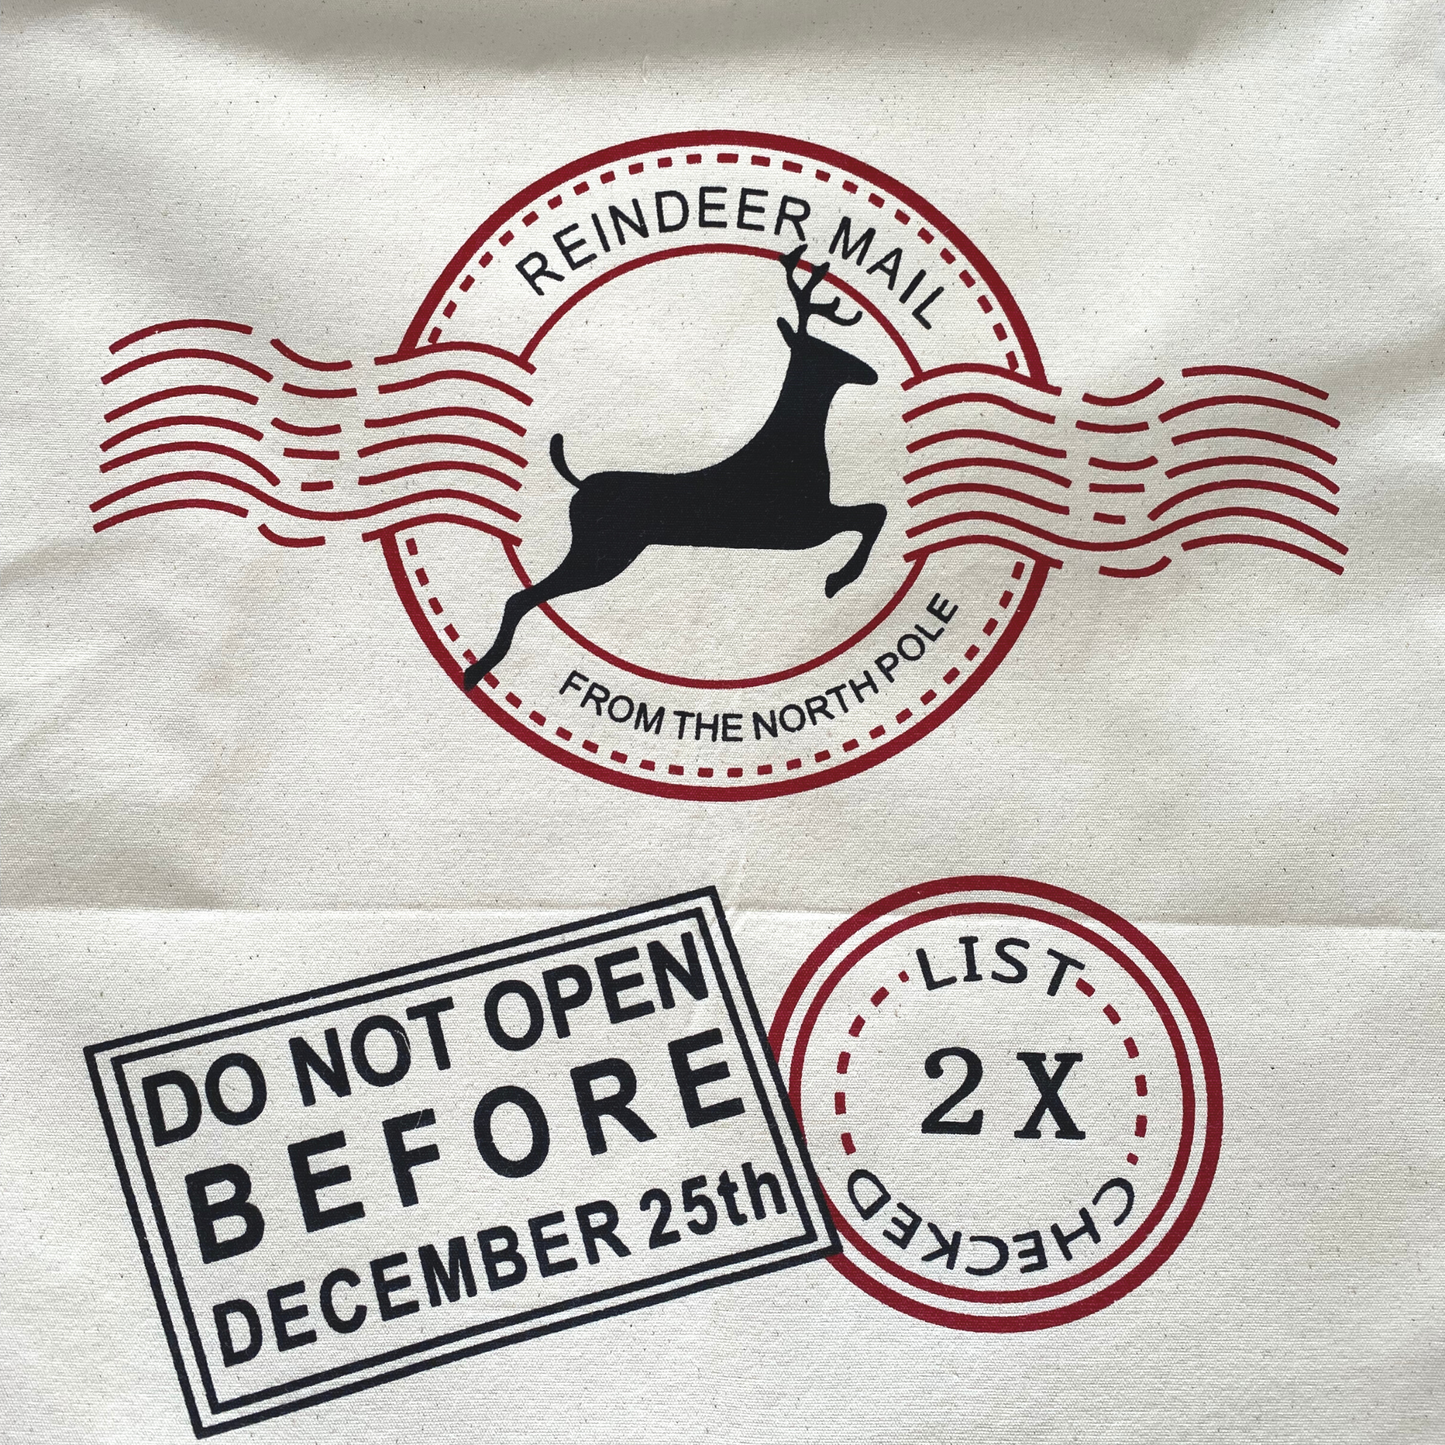 REINDEER MAIL
FROM THE NORTH POLE
DO NOT OPEN
BEFORE
DECEMBER 25th
LIST
2X
CHECKED